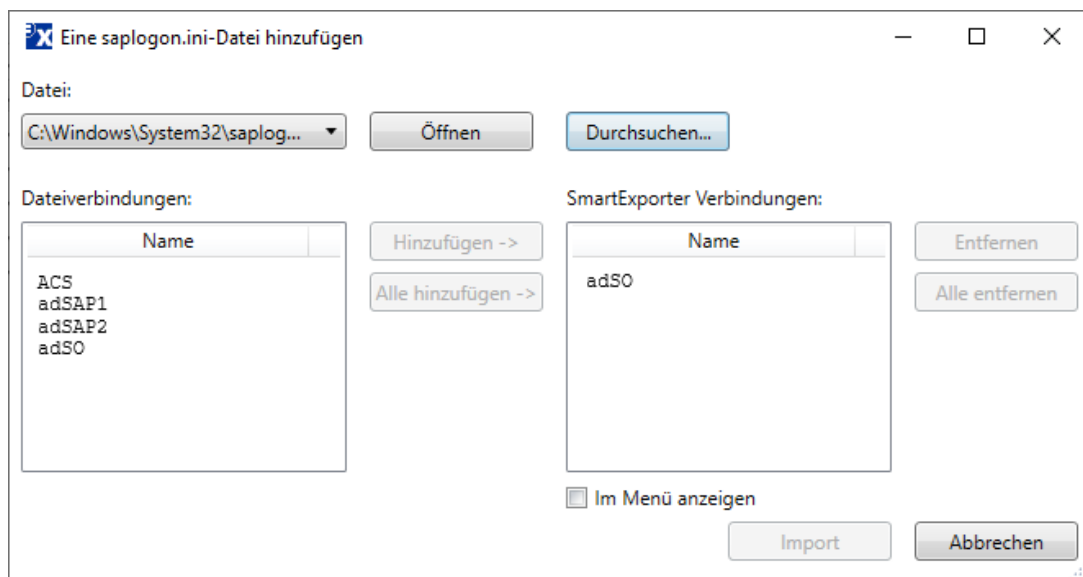 Eine saplogon.ini-Datei hinzufügen
Datei:
C:\Windows\System32\saplog...
Öffnen
Durchsuchen...
Dateiverbindungen:
SmartExporter Verbindungen:
Name
Hinzufügen ->
Name
Entfernen
Alle hinzufügen ->
Alle entfernen
ACS
adSAP1
adSAP2
adSO
adSO
Im Menü anzeigen
Import
Abbrechen